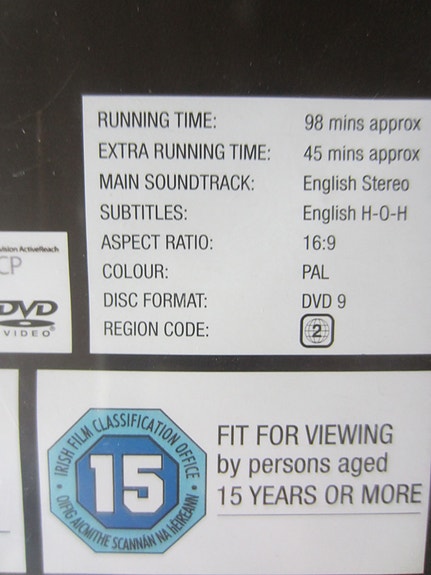 RUNNING TIME: 98 mins approx
EXTRA RUNNING TIME: 45 mins approx
MAIN SOUNDTRACK: English Stereo
SUBTITLES: English H-O-H
ASPECT RATIO: 16:9
COLOUR: PAL
DISC FORMAT: DVD 9
REGION CODE: 2
ActiveReach
CP
DVD
VIDEO
IRISH FILM CLASSIFICATION OFFICE
15
OIFIG AICMITHE SCANNÁN NA HÉIREANN
FIT FOR VIEWING
by persons aged
15 YEARS OR MORE